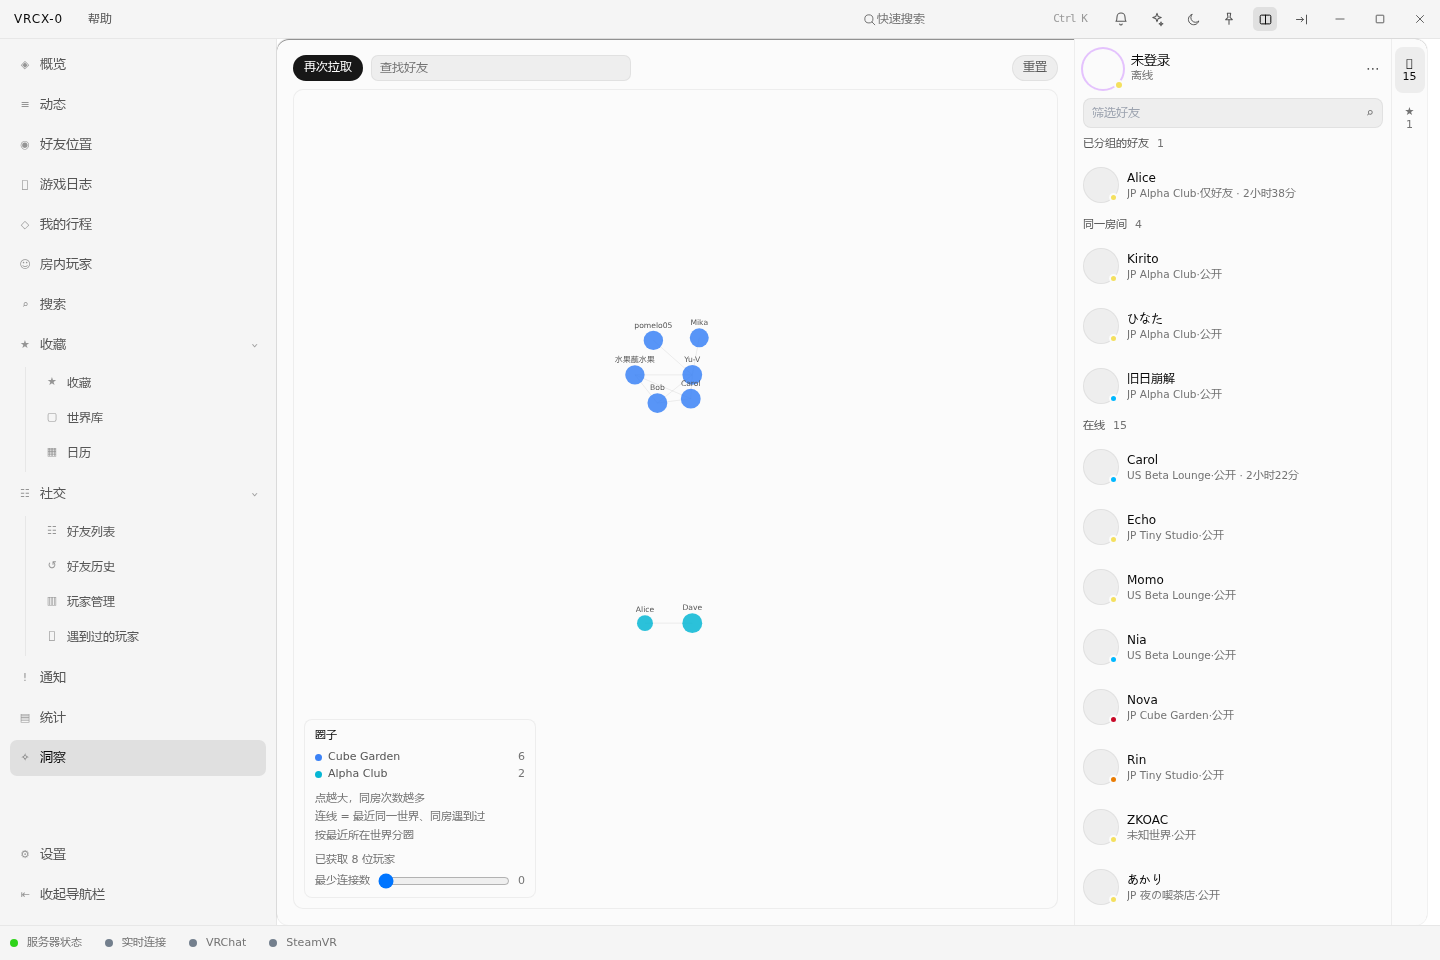 VRCX-0
帮助
快速搜索
Ctrl K
概览
动态
好友位置
游戏日志
我的行程
房内玩家
搜索
收藏
收藏
世界库
日历
社交
好友列表
好友历史
玩家管理
遇到过的玩家
通知
统计
洞察
设置
收起导航栏
再次拉取
查找好友
重置
pomelo05
Mika
水果蘸水果
Yu-V
Bob
Carol
Alice
Dave
圈子
Cube Garden 6
Alpha Club 2
点越大，同房次数越多
连线 = 最近同一世界、同房遇到过
按最近所在世界分圈
已获取 8 位玩家
最少连接数 0
未登录
离线
筛选好友
已分组的好友 1
Alice
JP Alpha Club·仅好友 · 2小时38分
同一房间 4
Kirito
JP Alpha Club·公开
ひなた
JP Alpha Club·公开
旧日崩解
JP Alpha Club·公开
在线 15
Carol
US Beta Lounge·公开 · 2小时22分
Echo
JP Tiny Studio·公开
Momo
US Beta Lounge·公开
Nia
US Beta Lounge·公开
Nova
JP Cube Garden·公开
Rin
JP Tiny Studio·公开
ZKOAC
未知世界·公开
あかり
JP 夜の喫茶店·公开
15
1
服务器状态
实时连接
VRChat
SteamVR